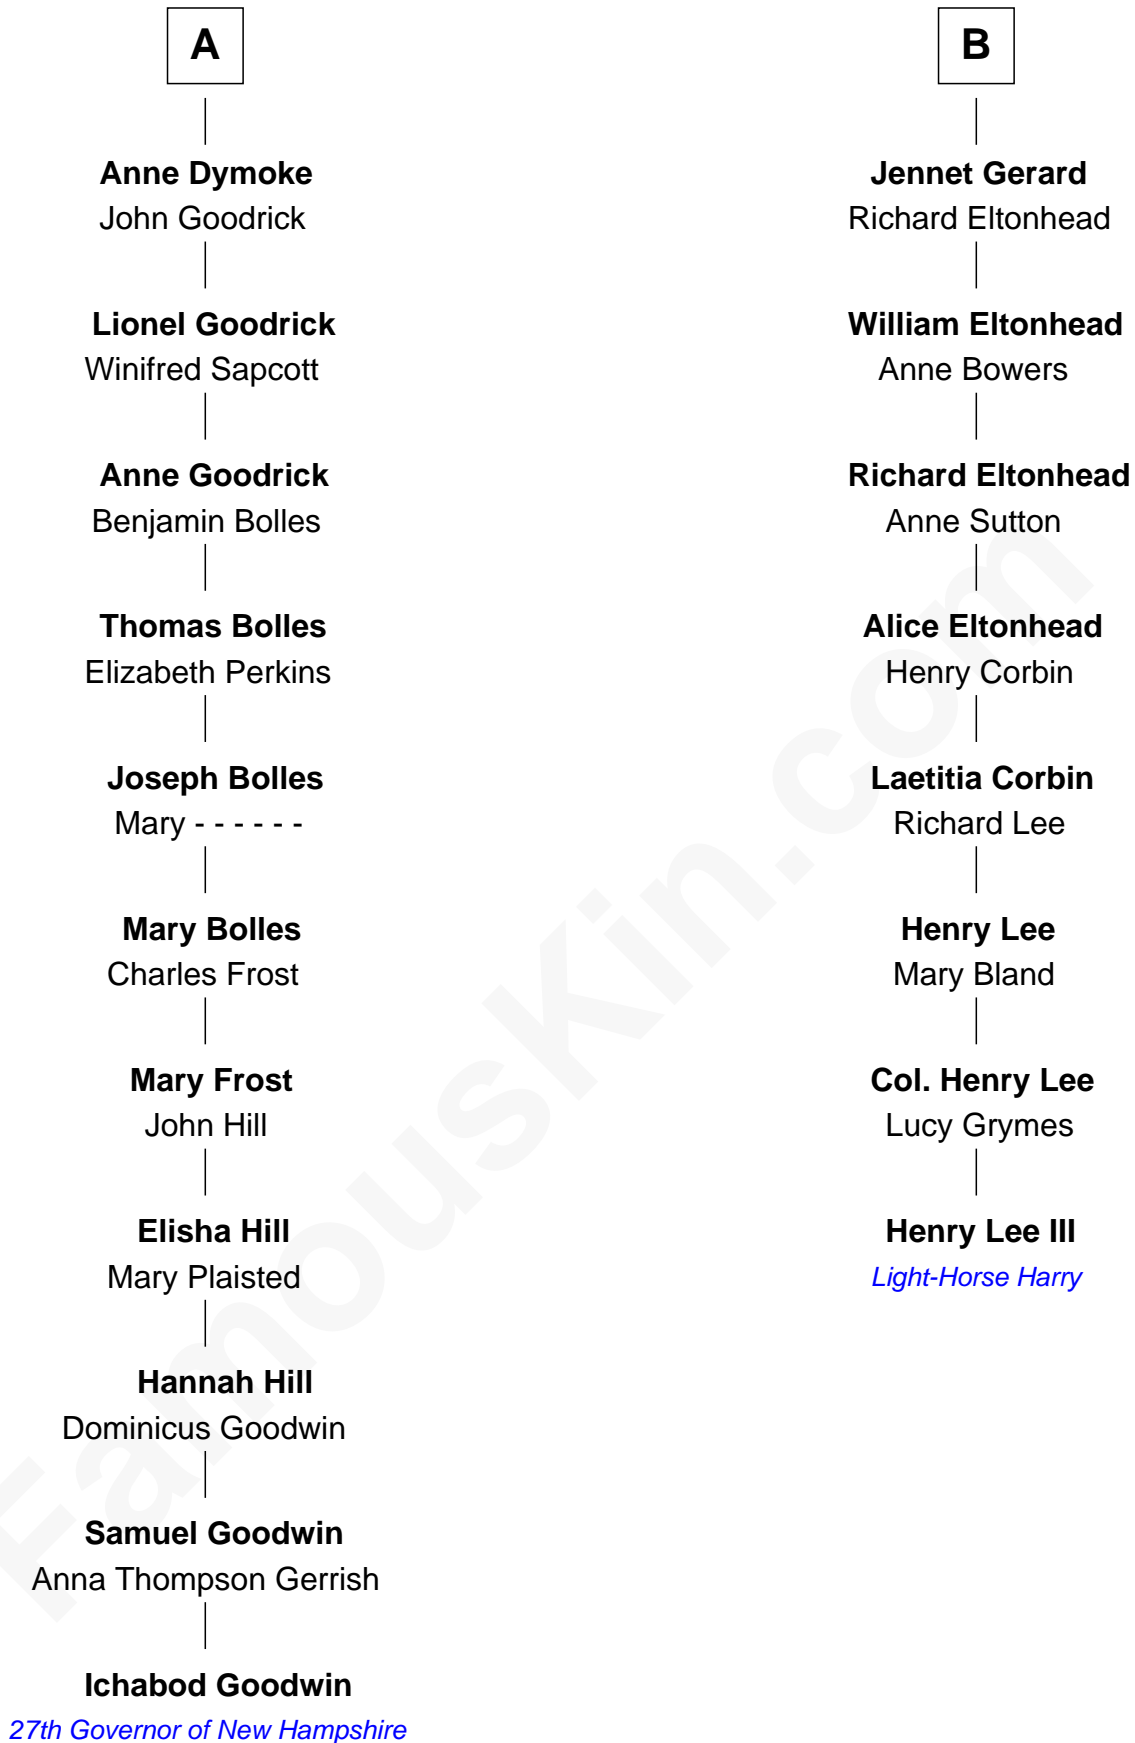 A
Anne Dymoke
John Goodrick
Lionel Goodrick
Winifred Sapcott
Anne Goodrick
Benjamin Bolles
Thomas Bolles
Elizabeth Perkins
Joseph Bolles
Mary - - - - - -
Mary Bolles
Charles Frost
Mary Frost
John Hill
Elisha Hill
Mary Plaisted
Hannah Hill
Dominicus Goodwin
Samuel Goodwin
Anna Thompson Gerrish
Ichabod Goodwin
27th Governor of New Hampshire
B
Jennet Gerard
Richard Eltonhead
William Eltonhead
Anne Bowers
Richard Eltonhead
Anne Sutton
Alice Eltonhead
Henry Corbin
Laetitia Corbin
Richard Lee
Henry Lee
Mary Bland
Col. Henry Lee
Lucy Grymes
Henry Lee III
Light-Horse Harry
FamousKin.com